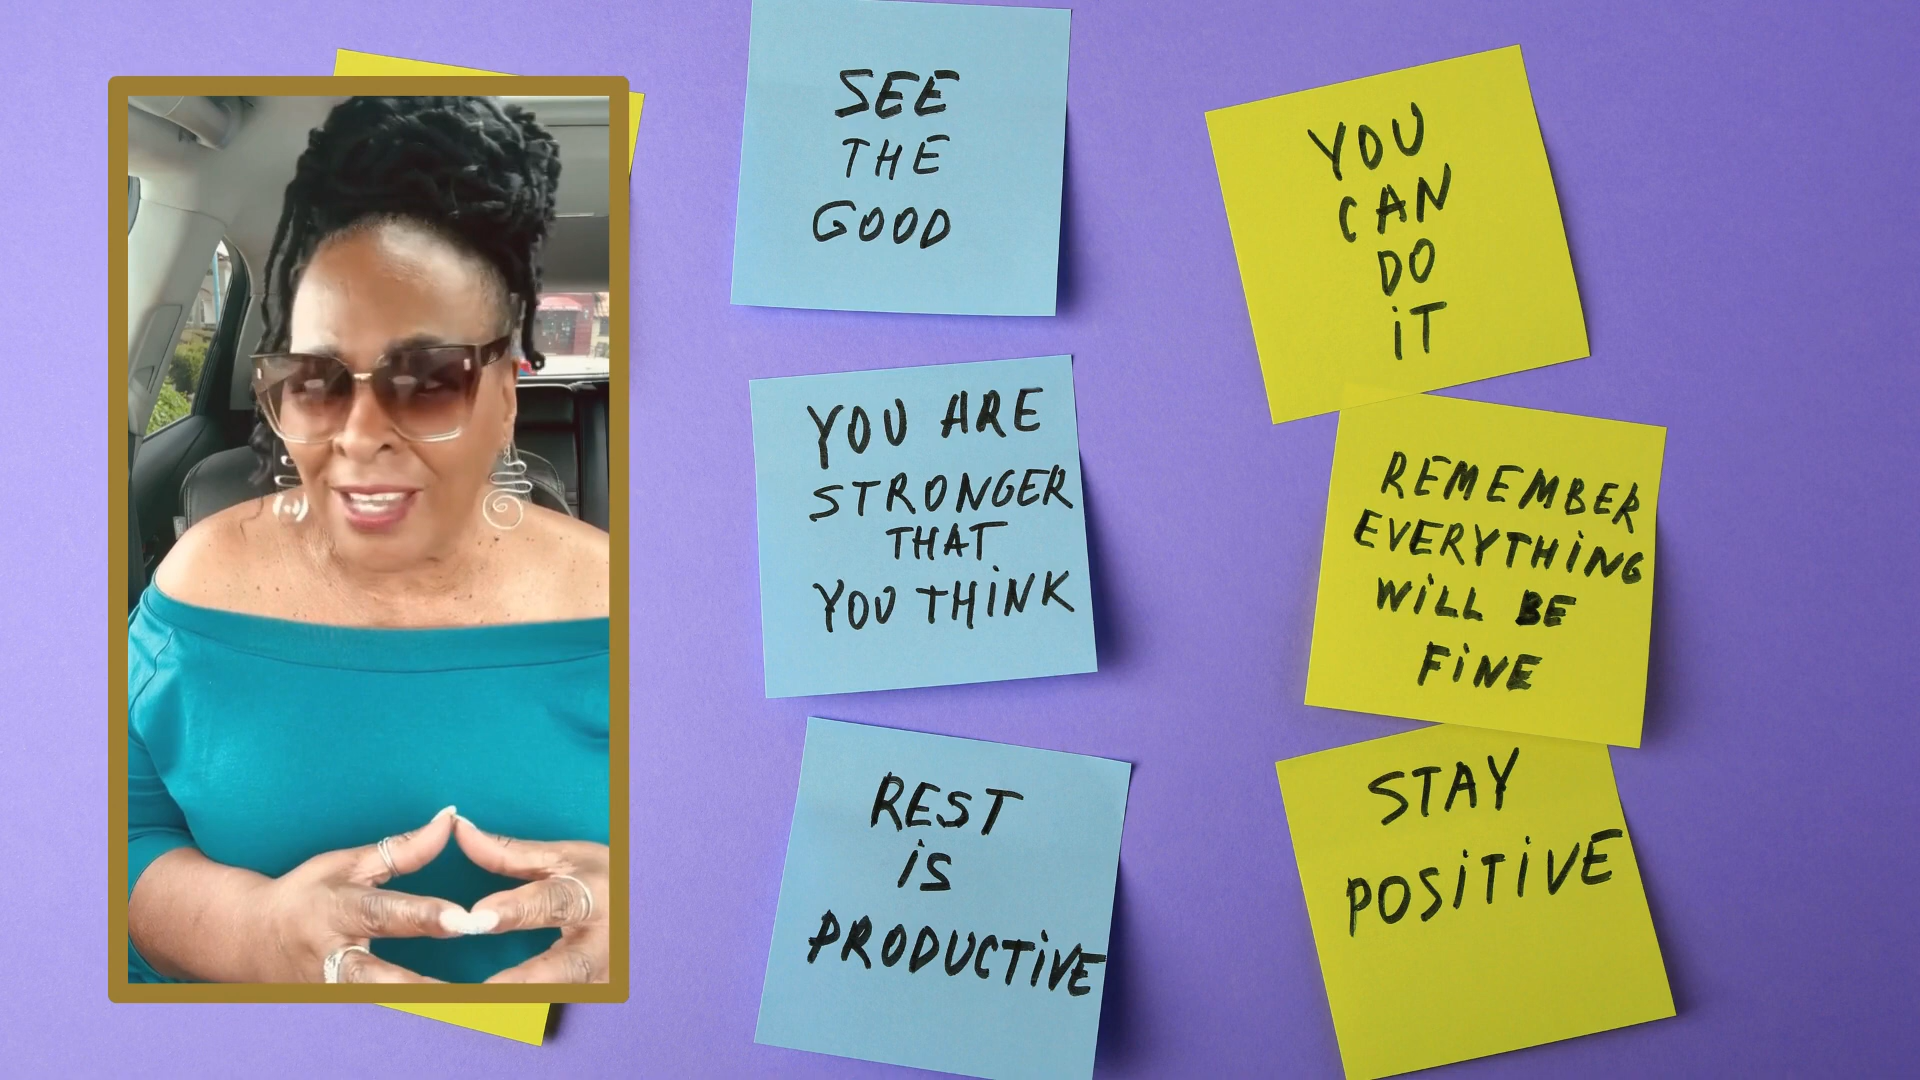 SEE
THE
GOOD
YOU ARE
STRONGER
THAT
YOU THiNK
REST
iS
PRODUCTiVE
YOU
CAN
DO
iT
REMEMBER
EVERYTHiNG
WiLL BE
FiNE
STAY
POSiTiVE